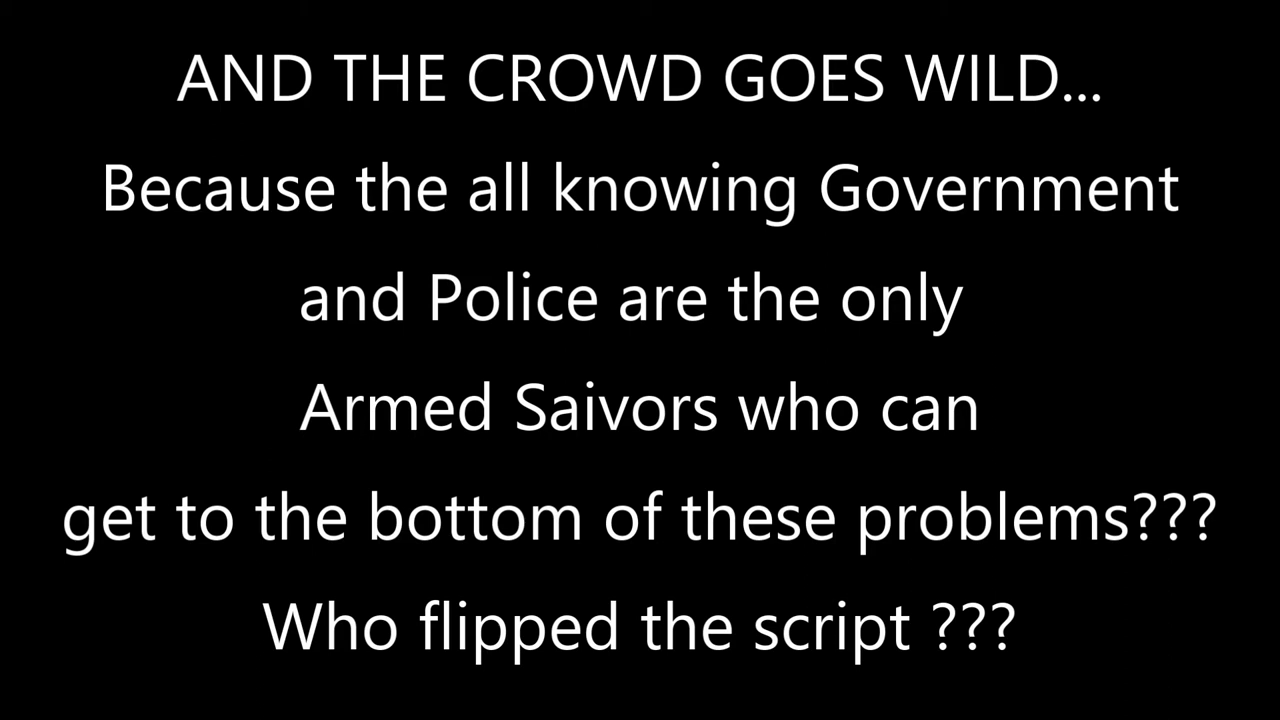 AND THE CROWD GOES WILD...
Because the all knowing Government
and Police are the only
Armed Saivors who can
get to the bottom of these problems???
Who flipped the script ???